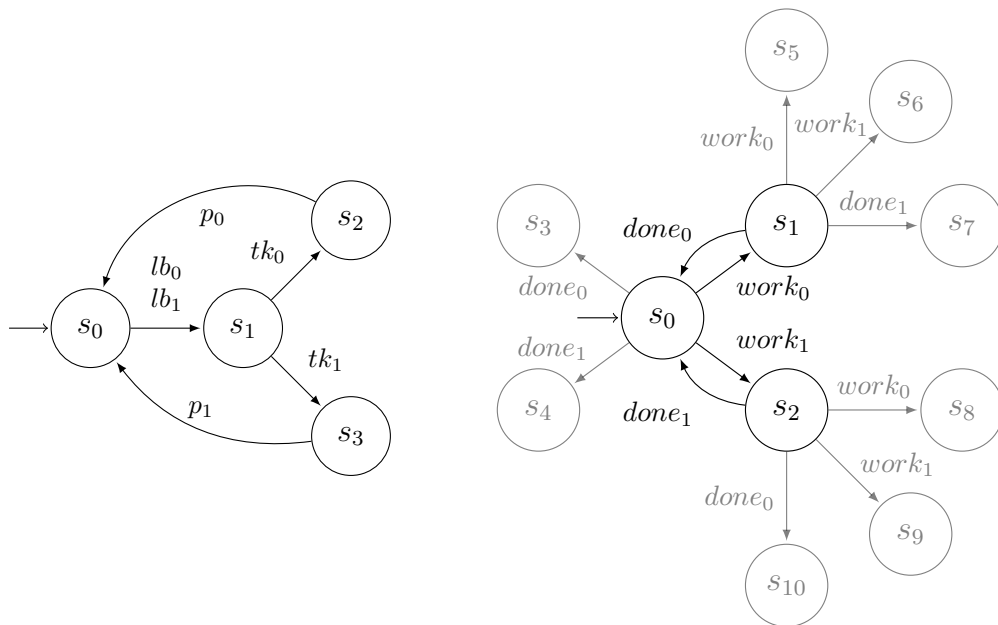 p₀
s₂
lb₀
tk₀
lb₁
s₀
s₁
tk₁
p₁
s₃
s₅
s₆
work₁
work₀
s₃
done₀
s₁
done₁
s₇
done₀
work₀
s₀
done₁
work₁
s₄
done₁
s₂
work₀
s₈
work₁
done₀
s₉
s₁₀